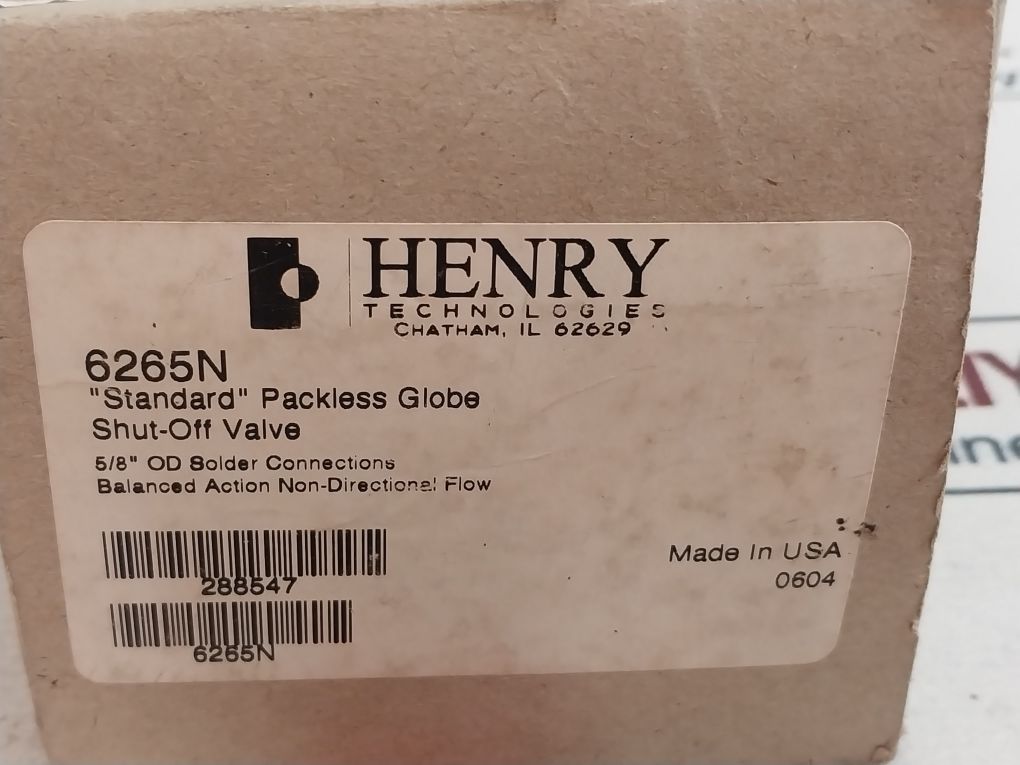 HENRY
TECHNOLOGIES
CHATHAM, IL 62629
6265N
"Standard" Packless Globe
Shut-Off Valve
5/8" OD Solder Connections
Balanced Action Non-Directional Flow
288547
6265N
Made In USA
0604